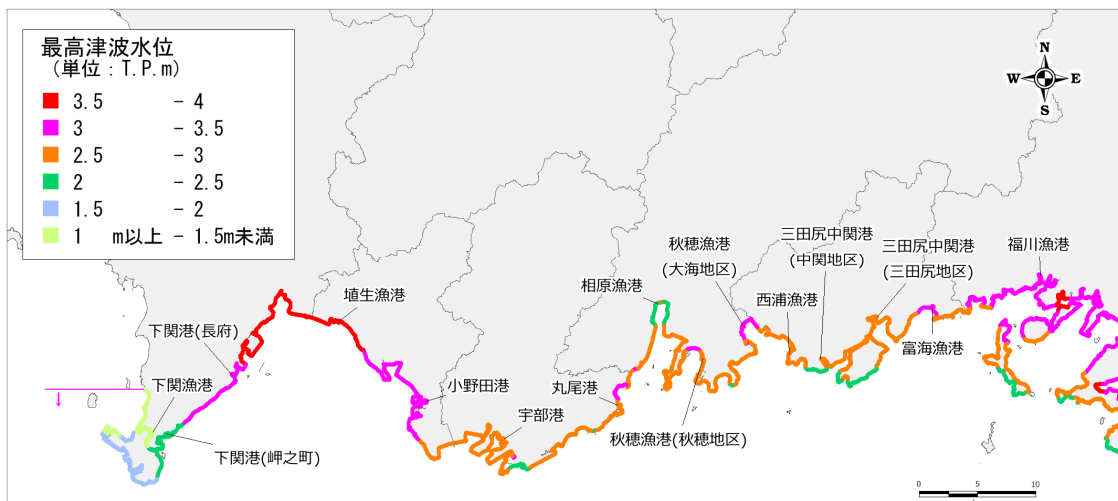 最高津波水位
(単位：T.P.m)
3.5 - 4
3 - 3.5
2.5 - 3
2 - 2.5
1.5 - 2
1 m以上 - 1.5m未満
N
W E
S
三田尻中関港
(中関地区)
秋穂漁港
(大海地区)
三田尻中関港
(三田尻地区)
福川漁港
相原漁港
西浦漁港
埴生漁港
下関港(長府)
富海漁港
下関漁港
小野田港
丸尾港
宇部港
秋穂漁港(秋穂地区)
下関港(岬之町)
0 5 10